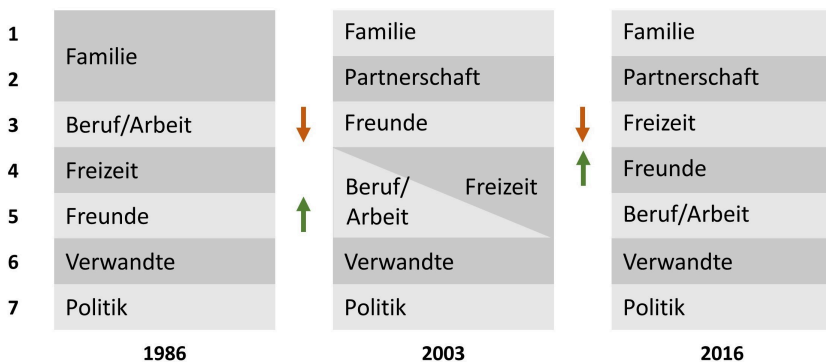 1 Familie Familie
Familie
2 Partnerschaft Partnerschaft
3 Beruf/Arbeit Freunde Freizeit
4 Freizeit Freunde
Beruf/ Freizeit
5 Freunde Arbeit Beruf/Arbeit
6 Verwandte Verwandte Verwandte
7 Politik Politik Politik
1986 2003 2016